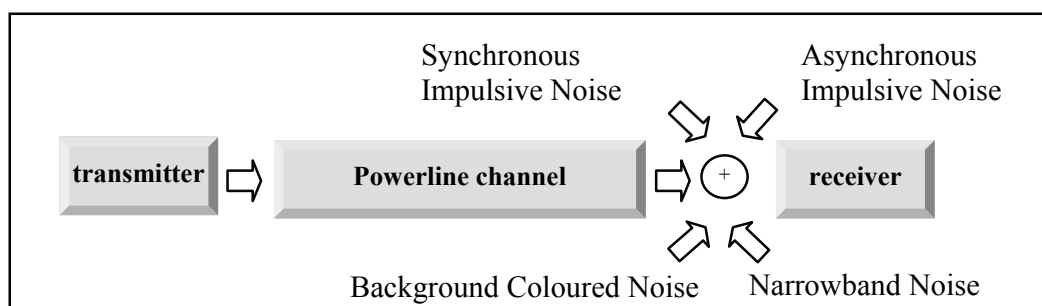 Synchronous
Impulsive Noise
Asynchronous
Impulsive Noise
transmitter
Powerline channel
+
receiver
Background Coloured Noise
Narrowband Noise